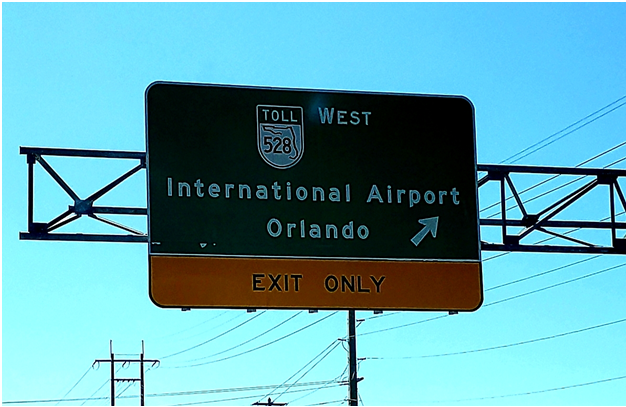 TOLL
528
WEST
International Airport
Orlando
EXIT ONLY